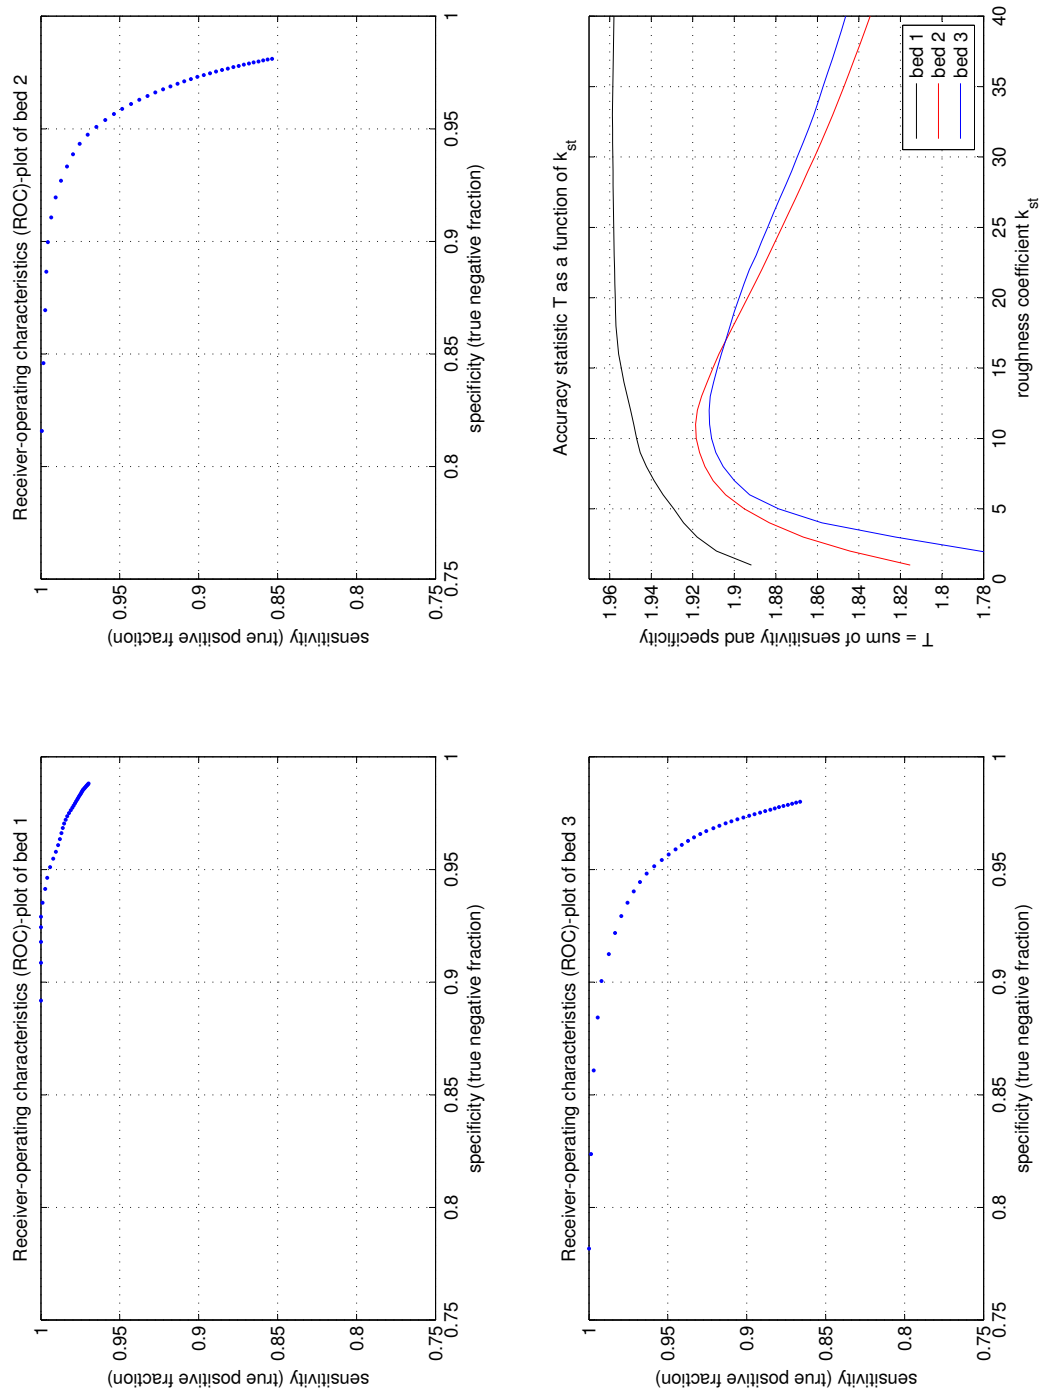 Receiver-operating characteristics (ROC)-plot of bed 1
sensitivity (true positive fraction)
1
0.95
0.9
0.85
0.8
0.75
0.75 0.8 0.85 0.9 0.95 1
specificity (true negative fraction)
Receiver-operating characteristics (ROC)-plot of bed 2
sensitivity (true positive fraction)
1
0.95
0.9
0.85
0.8
0.75
0.75 0.8 0.85 0.9 0.95 1
specificity (true negative fraction)
Receiver-operating characteristics (ROC)-plot of bed 3
sensitivity (true positive fraction)
1
0.95
0.9
0.85
0.8
0.75
0.75 0.8 0.85 0.9 0.95 1
specificity (true negative fraction)
Accuracy statistic T as a function of k_st
T = sum of sensitivity and specificity
1.96
1.94
1.92
1.9
1.88
1.86
1.84
1.82
1.8
1.78
0 5 10 15 20 25 30 35 40
roughness coefficient k_st
bed 1
bed 2
bed 3